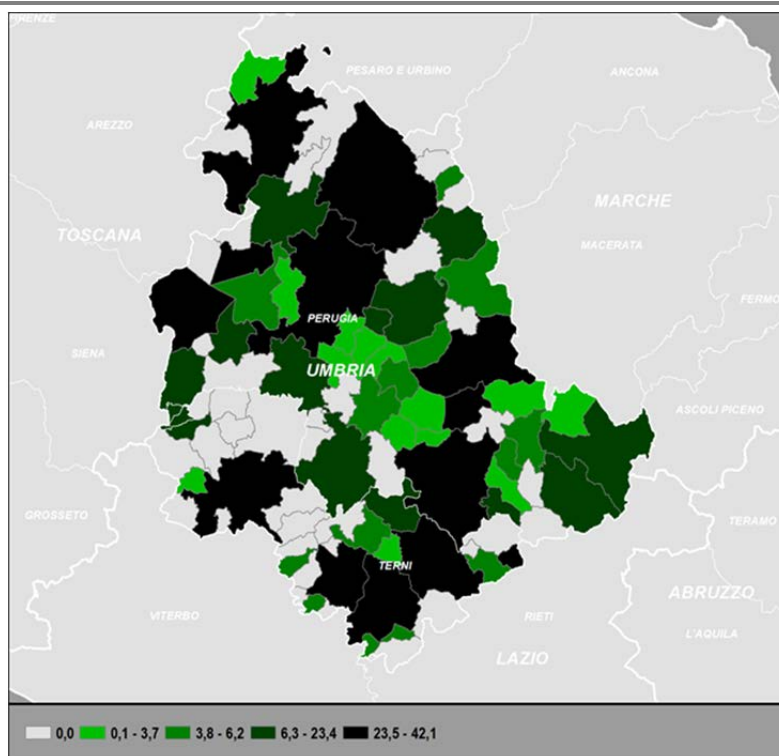 FIRENZE
PESARO E URBINO
ANCONA
AREZZO
MARCHE
TOSCANA
MACERATA
FERMO
PERUGIA
SIENA
UMBRIA
ASCOLI PICENO
GROSSETO
TERAMO
TERNI
ABRUZZO
VITERBO
RIETI
L'AQUILA
LAZIO
0,0 0,1 - 3,7 3,8 - 6,2 6,3 - 23,4 23,5 - 42,1